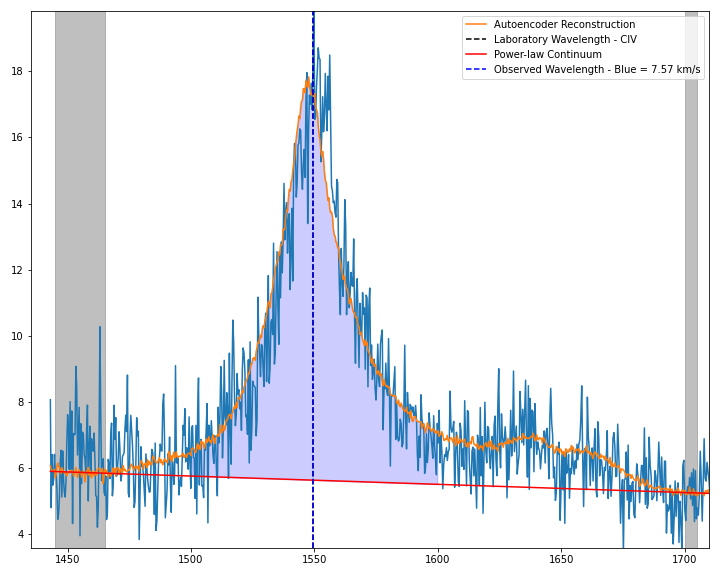 Autoencoder Reconstruction
Laboratory Wavelength - CIV
Power-law Continuum
Observed Wavelength - Blue = 7.57 km/s
18
16
14
12
10
8
6
4
1450 1500 1550 1600 1650 1700